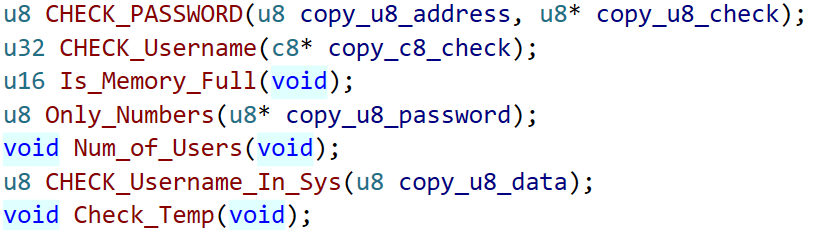 u8 CHECK_PASSWORD(u8 copy_u8_address, u8* copy_u8_check);
u32 CHECK_Username(c8* copy_c8_check);
u16 Is_Memory_Full(void);
u8 Only_Numbers(u8* copy_u8_password);
void Num_of_Users(void);
u8 CHECK_Username_In_Sys(u8 copy_u8_data);
void Check_Temp(void);